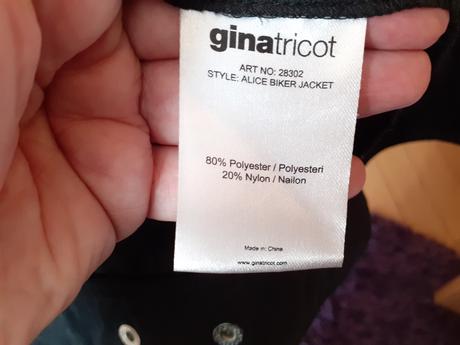 ginatricot
ART NO: 28302
STYLE: ALICE BIKER JACKET
80% Polyester / Polyesteri
20% Nylon / Nailon
Made in: China
www.ginatricot.com